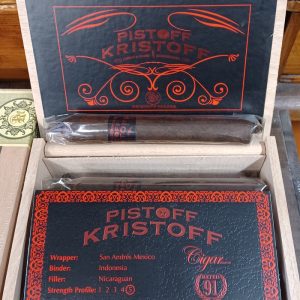 PISTOFF
KRISTOFF
PISTOFF
KRISTOFF
Cigar
Wrapper: San Andrés Mexico
Binder: Indonesia
Filler: Nicaraguan
Strength Profile: 1 2 3 4 5
RATED
91